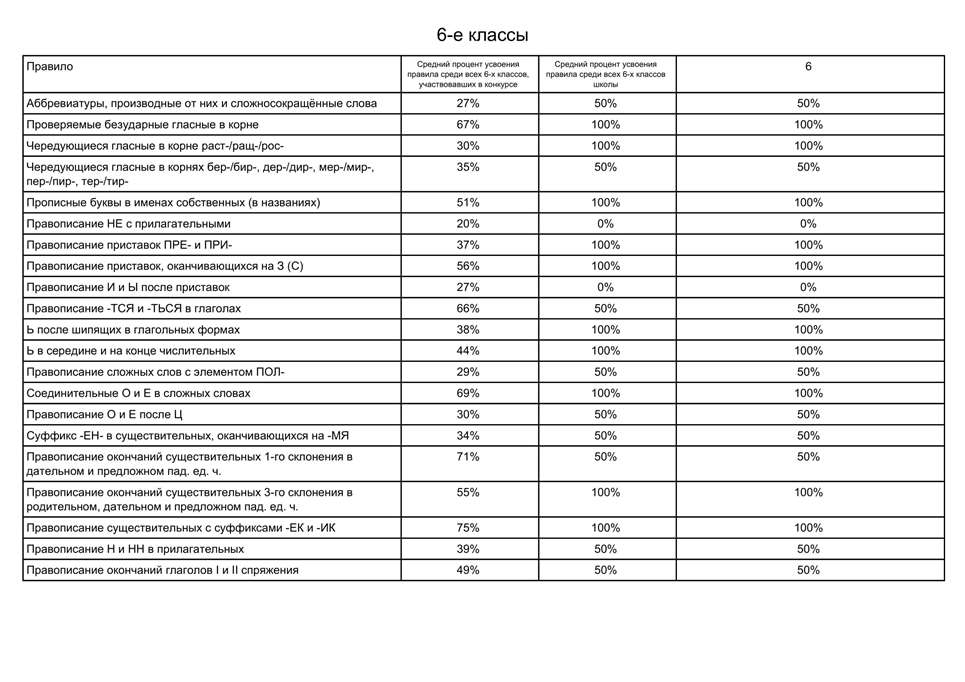 6-е классы
Правило
Средний процент усвоения
правила среди всех 6-х классов,
участвовавших в конкурсе
Средний процент усвоения
правила среди всех 6-х классов
школы
6
Аббревиатуры, производные от них и сложносокращённые слова 27% 50% 50%
Проверяемые безударные гласные в корне 67% 100% 100%
Чередующиеся гласные в корне раст-/ращ-/рос- 30% 100% 100%
Чередующиеся гласные в корнях бер-/бир-, дер-/дир-, мер-/мир-, 35% 50% 50%
пер-/пир-, тер-/тир-
Прописные буквы в именах собственных (в названиях) 51% 100% 100%
Правописание НЕ с прилагательными 20% 0% 0%
Правописание приставок ПРЕ- и ПРИ- 37% 100% 100%
Правописание приставок, оканчивающихся на З (С) 56% 100% 100%
Правописание И и Ы после приставок 27% 0% 0%
Правописание -ТСЯ и -ТЬСЯ в глаголах 66% 50% 50%
Ь после шипящих в глагольных формах 38% 100% 100%
Ь в середине и на конце числительных 44% 100% 100%
Правописание сложных слов с элементом ПОЛ- 29% 50% 50%
Соединительные О и Е в сложных словах 69% 100% 100%
Правописание О и Е после Ц 30% 50% 50%
Суффикс -ЕН- в существительных, оканчивающихся на -МЯ 34% 50% 50%
Правописание окончаний существительных 1-го склонения в 71% 50% 50%
дательном и предложном пад. ед. ч.
Правописание окончаний существительных 3-го склонения в 55% 100% 100%
родительном, дательном и предложном пад. ед. ч.
Правописание существительных с суффиксами -ЕК и -ИК 75% 100% 100%
Правописание Н и НН в прилагательных 39% 50% 50%
Правописание окончаний глаголов I и II спряжения 49% 50% 50%